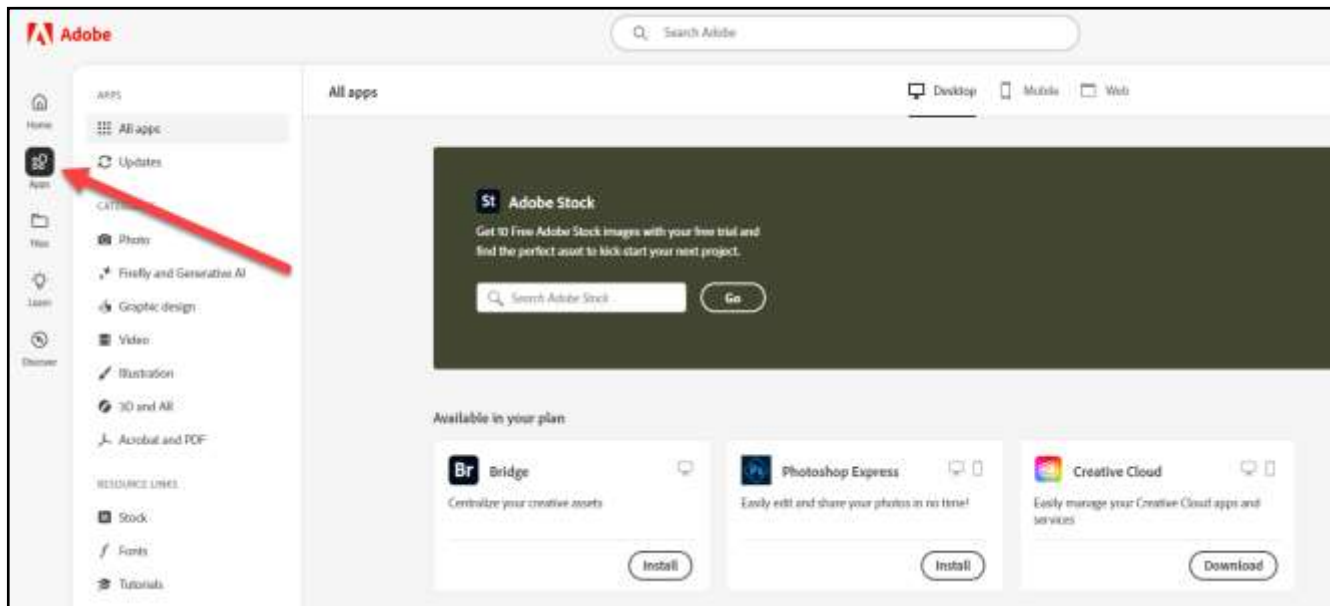 Adobe
Search Adobe
Home
Apps
Files
Learn
Discover
APPS
All apps
Updates
Photo
Firefly and Generative AI
Graphic design
Video
Illustration
3D and AR
Acrobat and PDF
RESOURCE LINKS
Stock
Fonts
Tutorials
All apps
Desktop
Mobile
Web
St Adobe Stock
Get 10 Free Adobe Stock images with your free trial and
find the perfect asset to kick start your next project.
Search Adobe Stock
Go
Available in your plan
Br Bridge
Centralize your creative assets
Install
Ps Photoshop Express
Easily edit and share your photos in no time!
Install
Creative Cloud
Easily manage your Creative Cloud apps and
services
Download